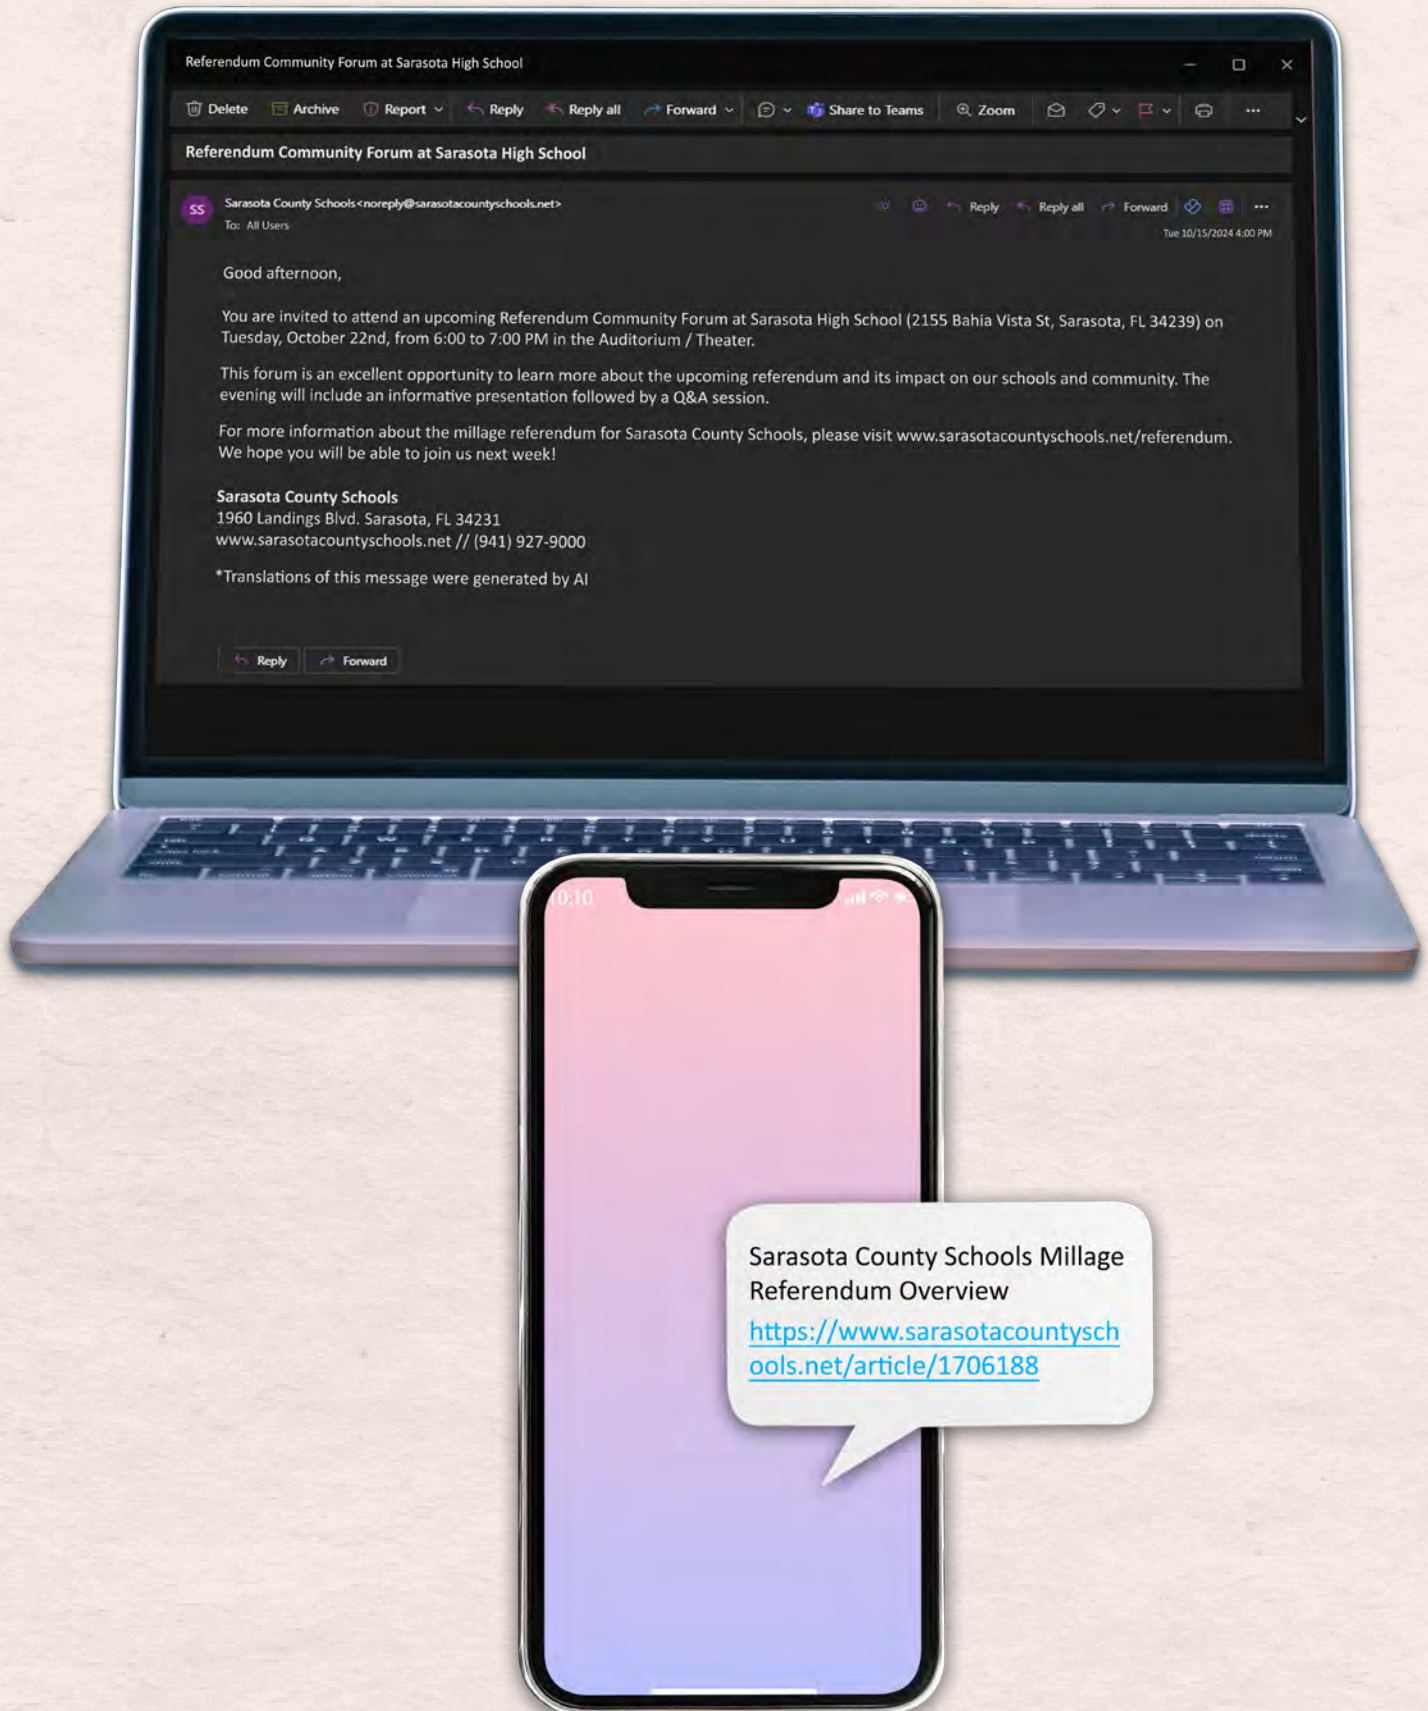 Referendum Community Forum at Sarasota High School
Delete Archive Report Reply Reply all Forward Share to Teams Zoom
Referendum Community Forum at Sarasota High School
SS
Sarasota County Schools<noreply@sarasotacountyschools.net>
Reply Reply all Forward
To: All Users
Tue 10/15/2024 4:00 PM
Good afternoon,
You are invited to attend an upcoming Referendum Community Forum at Sarasota High School (2155 Bahia Vista St, Sarasota, FL 34239) on
Tuesday, October 22nd, from 6:00 to 7:00 PM in the Auditorium / Theater.
This forum is an excellent opportunity to learn more about the upcoming referendum and its impact on our schools and community. The
evening will include an informative presentation followed by a Q&A session.
For more information about the millage referendum for Sarasota County Schools, please visit www.sarasotacountyschools.net/referendum.
We hope you will be able to join us next week!
Sarasota County Schools
1960 Landings Blvd. Sarasota, FL 34231
www.sarasotacountyschools.net // (941) 927-9000
*Translations of this message were generated by AI
Reply Forward
10:10
Sarasota County Schools Millage
Referendum Overview
https://www.sarasotacountysch
ools.net/article/1706188